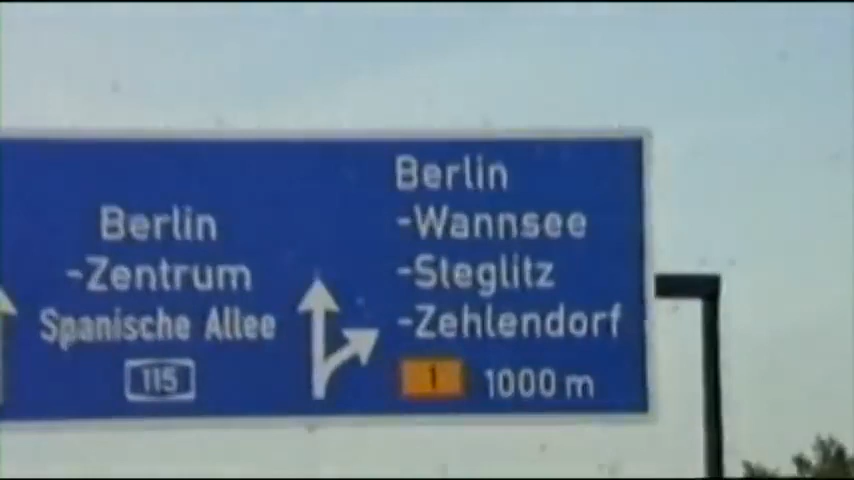 Berlin
-Zentrum
Spanische Allee
115
Berlin
-Wannsee
-Steglitz
-Zehlendorf
1 1000 m